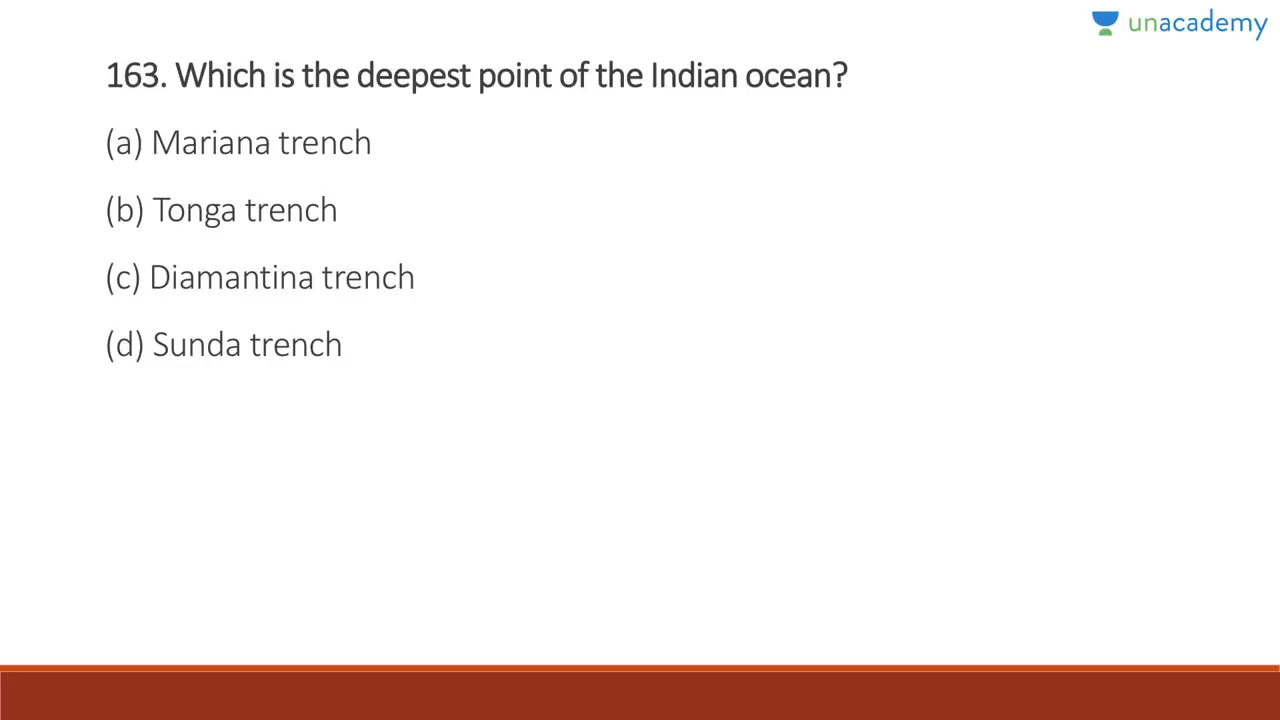 unacademy
163. Which is the deepest point of the Indian ocean?
(a) Mariana trench
(b) Tonga trench
(c) Diamantina trench
(d) Sunda trench